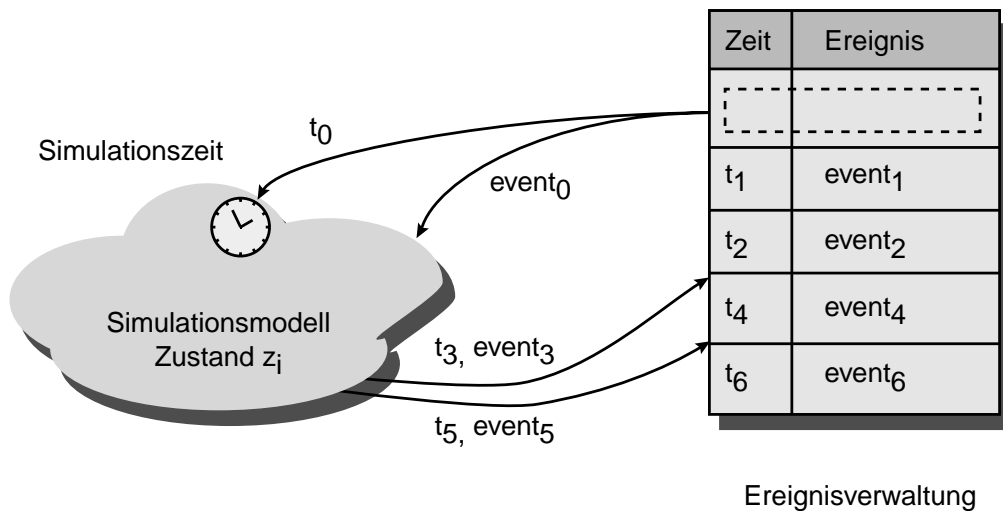 Zeit Ereignis
t0
Simulationszeit
event0
t1 event1
t2 event2
t4 event4
Simulationsmodell
Zustand zi
t3, event3
t6 event6
t5, event5
Ereignisverwaltung